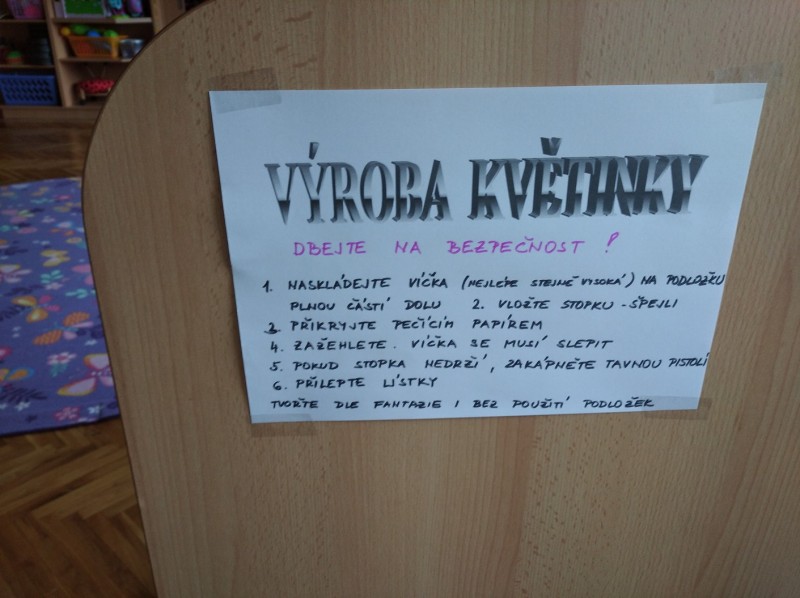 VÝROBA KVĚTINKY
DBEJTE NA BEZPEČNOST!
1. NASKLÁDEJTE VÍČKA (NEJLÉPE STEJNĚ VYSOKÁ) NA PODLOŽKU
PLNOU ČÁSTÍ DOLU 2. VLOŽTE STOPKU - ŠPEJLI
3. PŘIKRYJTE PEČÍCÍM PAPÍREM
4. ZAŽEHLETE. VÍČKA SE MUSÍ SLEPIT
5. POKUD STOPKA NEDRŽÍ, ZAKÁPNĚTE TAVNOU PISTOLÍ
6. PŘILEPTE LÍSTKY
TVOŘTE DLE FANTAZIE I BEZ POUŽITÍ PODLOŽEK